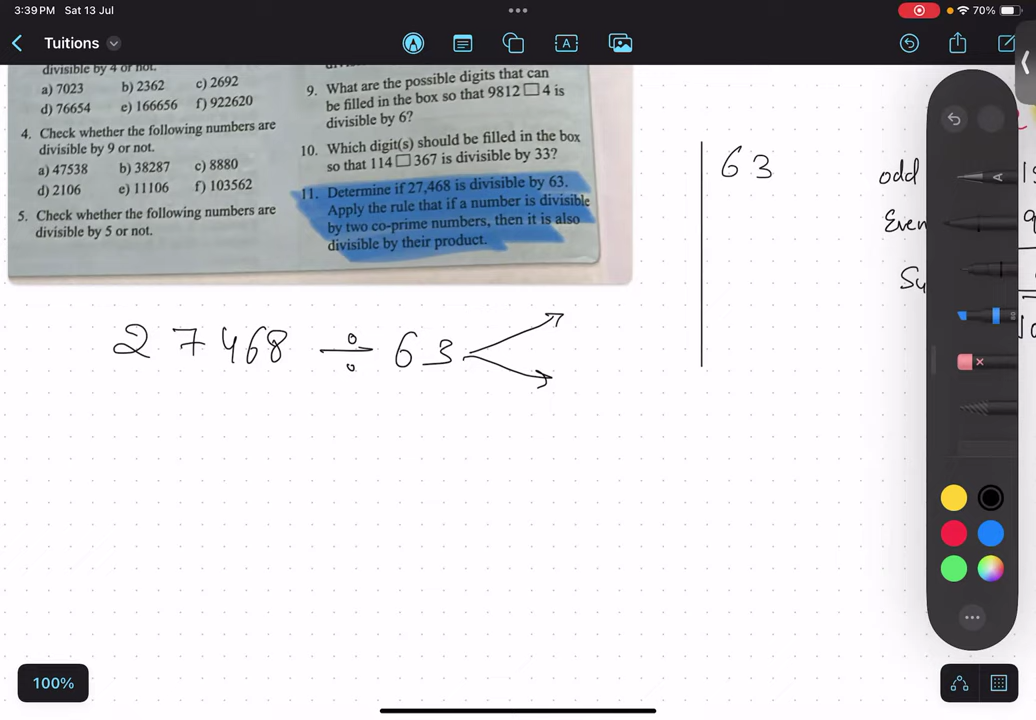 3:39 PM Sat 13 Jul
70%
Tuitions
divisible by 4 or not.
a) 7023 b) 2362 c) 2692
d) 76654 e) 166656 f) 922620
4. Check whether the following numbers are
divisible by 9 or not.
a) 47538 b) 38287 c) 8880
d) 2106 e) 11106 f) 103562
5. Check whether the following numbers are
divisible by 5 or not.
9. What are the possible digits that can
be filled in the box so that 9812 □ 4 is
divisible by 6?
10. Which digit(s) should be filled in the box
so that 114 □ 367 is divisible by 33?
11. Determine if 27,468 is divisible by 63.
Apply the rule that if a number is divisible
by two co-prime numbers, then it is also
divisible by their product.
27468 ÷ 63
63
odd
Even
A
80
100%